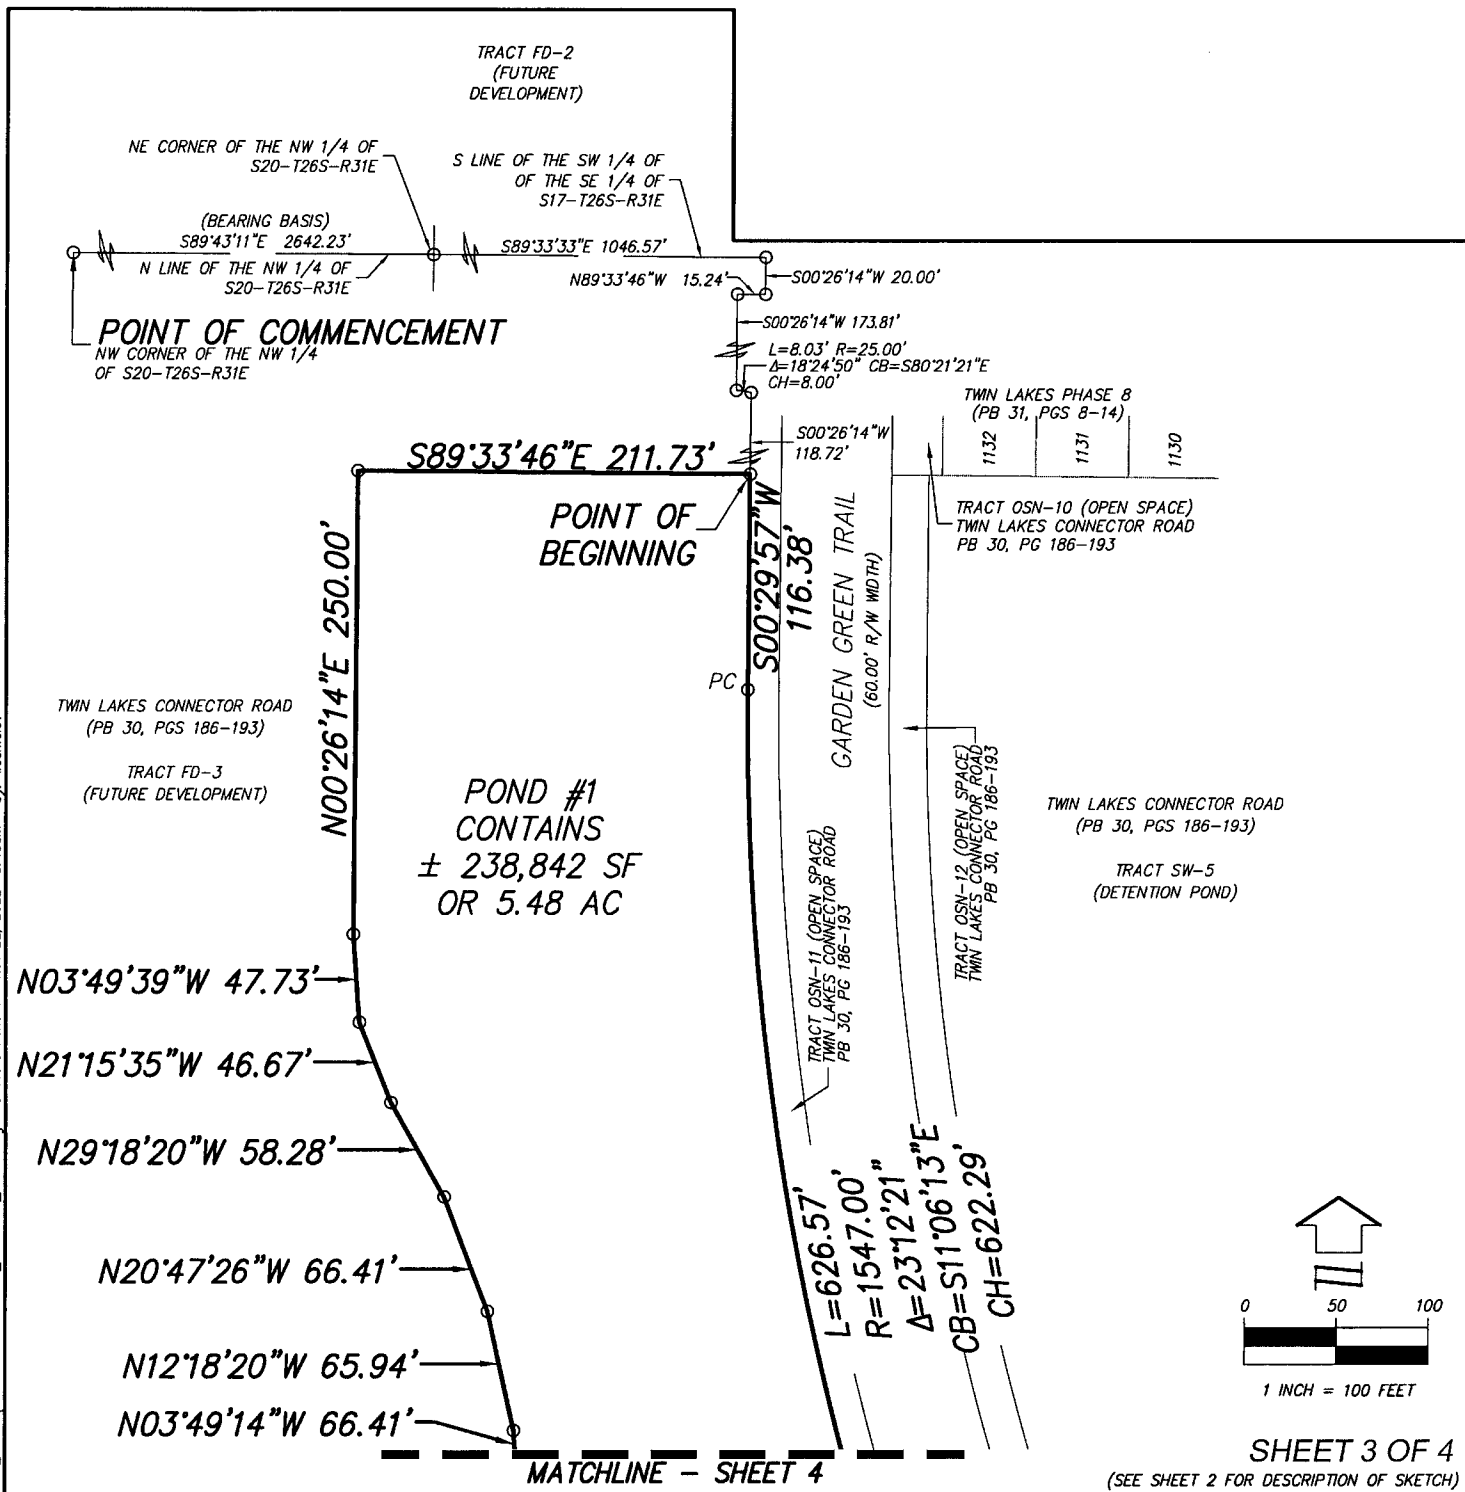 TRACT FD-2
(FUTURE
DEVELOPMENT)
NE CORNER OF THE NW 1/4 OF
S20-T26S-R31E
S LINE OF THE SW 1/4 OF
OF THE SE 1/4 OF
S17-T26S-R31E
(BEARING BASIS)
S89°43'11"E 2642.23'
S89°33'33"E 1046.57'
N LINE OF THE NW 1/4 OF
S20-T26S-R31E
N89°33'46"W 15.24'
S00°26'14"W 20.00'
POINT OF COMMENCEMENT
NW CORNER OF THE NW 1/4
OF S20-T26S-R31E
S00°26'14"W 173.81'
L=8.03' R=25.00'
Δ=18°24'50" CB=S80°21'21"E
CH=8.00'
TWIN LAKES PHASE 8
(PB 31, PGS 8-14)
1132
1131
1130
S00°26'14"W
118.72'
S89°33'46"E 211.73'
POINT OF
BEGINNING
S00°29'57"W
116.38'
GARDEN GREEN TRAIL
(60.00' R/W WIDTH)
TRACT OSN-10 (OPEN SPACE)
TWIN LAKES CONNECTOR ROAD
PB 30, PG 186-193
N00°26'14"E 250.00'
PC
TWIN LAKES CONNECTOR ROAD
(PB 30, PGS 186-193)
TRACT FD-3
(FUTURE DEVELOPMENT)
POND #1
CONTAINS
± 238,842 SF
OR 5.48 AC
TRACT OSN-11 (OPEN SPACE)
TWIN LAKES CONNECTOR ROAD
PB 30, PG 186-193
TRACT OSN-12 (OPEN SPACE)
TWIN LAKES CONNECTOR ROAD
PB 30, PG 186-193
TWIN LAKES CONNECTOR ROAD
(PB 30, PGS 186-193)
TRACT SW-5
(DETENTION POND)
N03°49'39"W 47.73'
N21°15'35"W 46.67'
N29°18'20"W 58.28'
N20°47'26"W 66.41'
N12°18'20"W 65.94'
N03°49'14"W 66.41'
L=626.57'
R=1547.00'
Δ=23°12'21"
CB=S11°06'13"E
CH=622.29'
0 50 100
1 INCH = 100 FEET
MATCHLINE - SHEET 4
SHEET 3 OF 4
(SEE SHEET 2 FOR DESCRIPTION OF SKETCH)